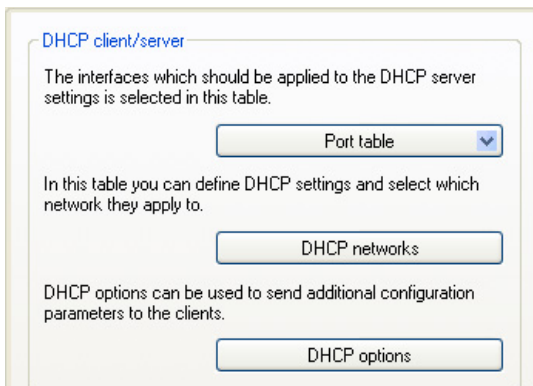 DHCP client/server
The interfaces which should be applied to the DHCP server
settings is selected in this table.
Port table
In this table you can define DHCP settings and select which
network they apply to.
DHCP networks
DHCP options can be used to send additional configuration
parameters to the clients.
DHCP options